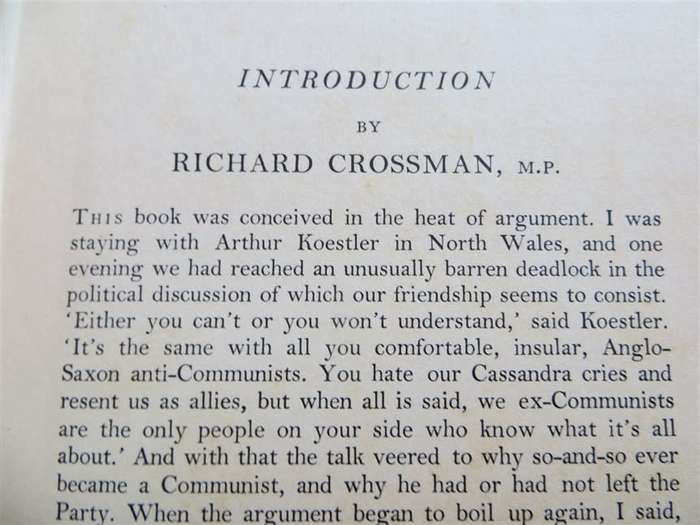 INTRODUCTION
BY
RICHARD CROSSMAN, M.P.
THIS book was conceived in the heat of argument. I was
staying with Arthur Koestler in North Wales, and one
evening we had reached an unusually barren deadlock in the
political discussion of which our friendship seems to consist.
‘Either you can’t or you won’t understand,’ said Koestler.
‘It’s the same with all you comfortable, insular, Anglo-
Saxon anti-Communists. You hate our Cassandra cries and
resent us as allies, but when all is said, we ex-Communists
are the only people on your side who know what it’s all
about.’ And with that the talk veered to why so-and-so ever
became a Communist, and why he had or had not left the
Party. When the argument began to boil up again, I said,